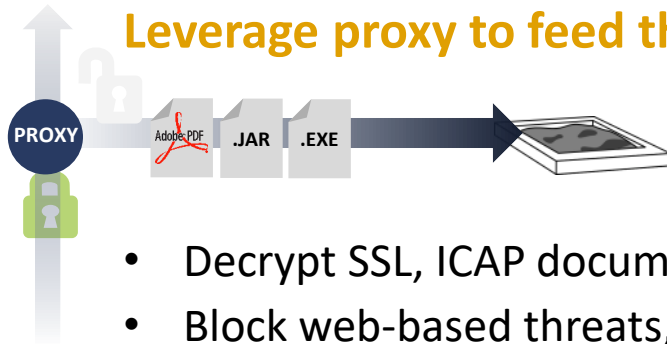 Leverage proxy to feed th
PROXY
Adobe PDF
.JAR
.EXE
• Decrypt SSL, ICAP docum
• Block web-based threats,